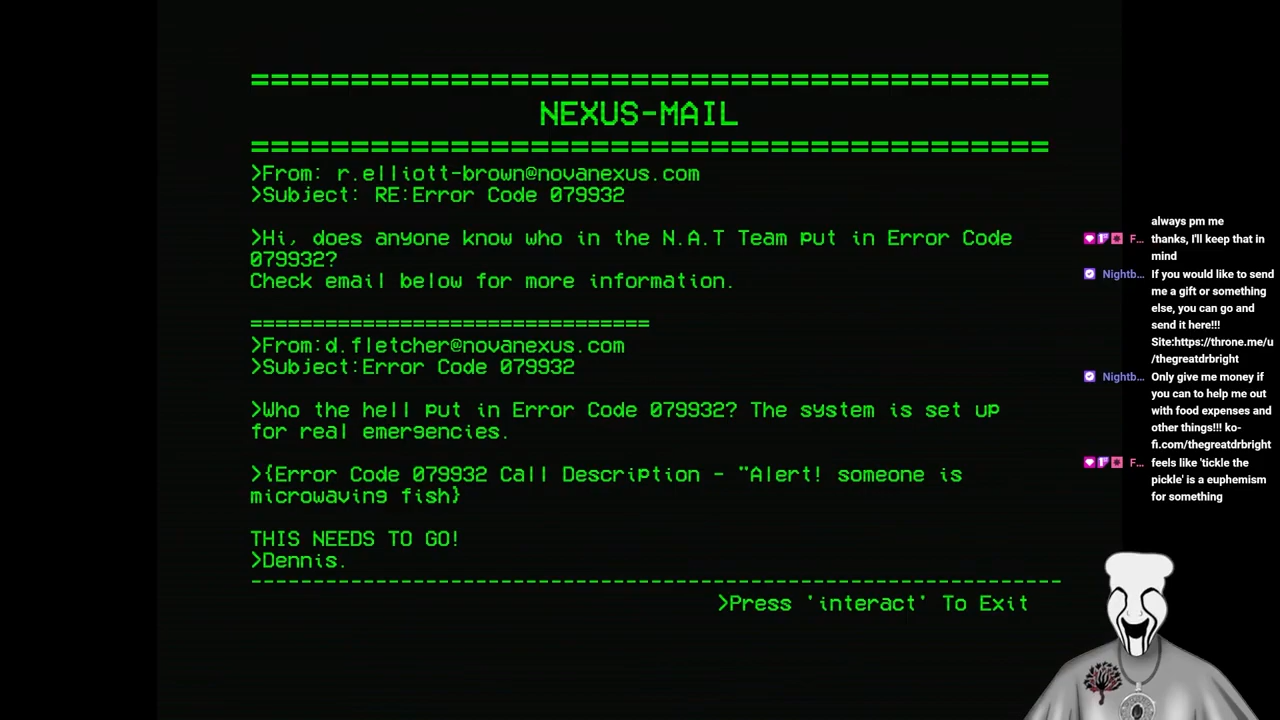 ========================================
NEXUS-MAIL
========================================
>From: r.elliott-brown@novanexus.com
>Subject: RE:Error Code 079932
>Hi, does anyone know who in the N.A.T Team put in Error Code
079932?
Check email below for more information.
================================
>From:d.fletcher@novanexus.com
>Subject:Error Code 079932
>Who the hell put in Error Code 079932? The system is set up
for real emergencies.
>{Error Code 079932 Call Description - "Alert! someone is
microwaving fish}
THIS NEEDS TO GO!
>Dennis.
-----------------------------------------------------------------
>Press 'interact' To Exit
always pm me
F... thanks, I'll keep that in
mind
Nightb... If you would like to send
me a gift or something
else, you can go and
send it here!!!
Site:https://throne.me/u
/thegreatdrbright
Nightb... Only give me money if
you can to help me out
with food expenses and
other things!!! ko-
fi.com/thegreatdrbright
F... feels like 'tickle the
pickle' is a euphemism
for something